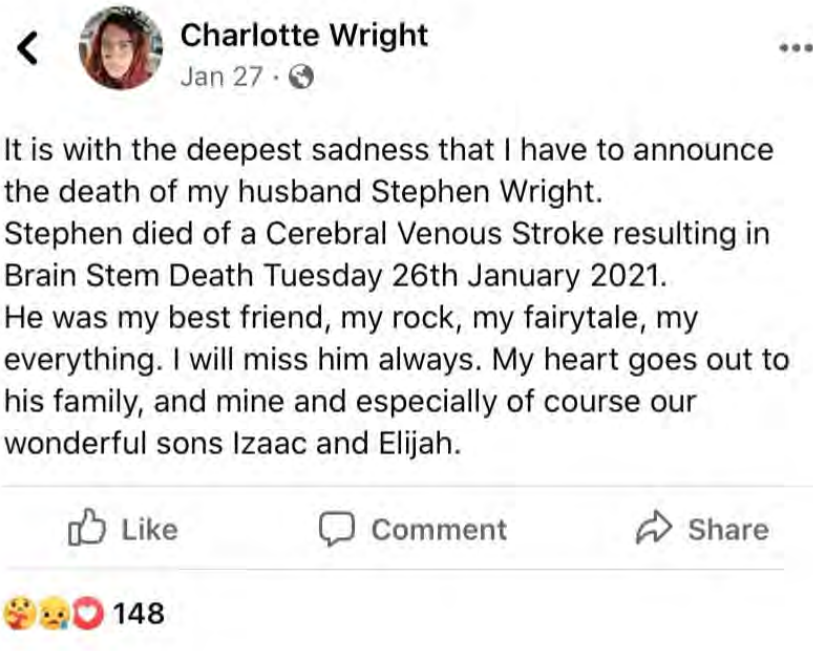 Charlotte Wright
Jan 27 ·
It is with the deepest sadness that I have to announce
the death of my husband Stephen Wright.
Stephen died of a Cerebral Venous Stroke resulting in
Brain Stem Death Tuesday 26th January 2021.
He was my best friend, my rock, my fairytale, my
everything. I will miss him always. My heart goes out to
his family, and mine and especially of course our
wonderful sons Izaac and Elijah.
Like Comment Share
148